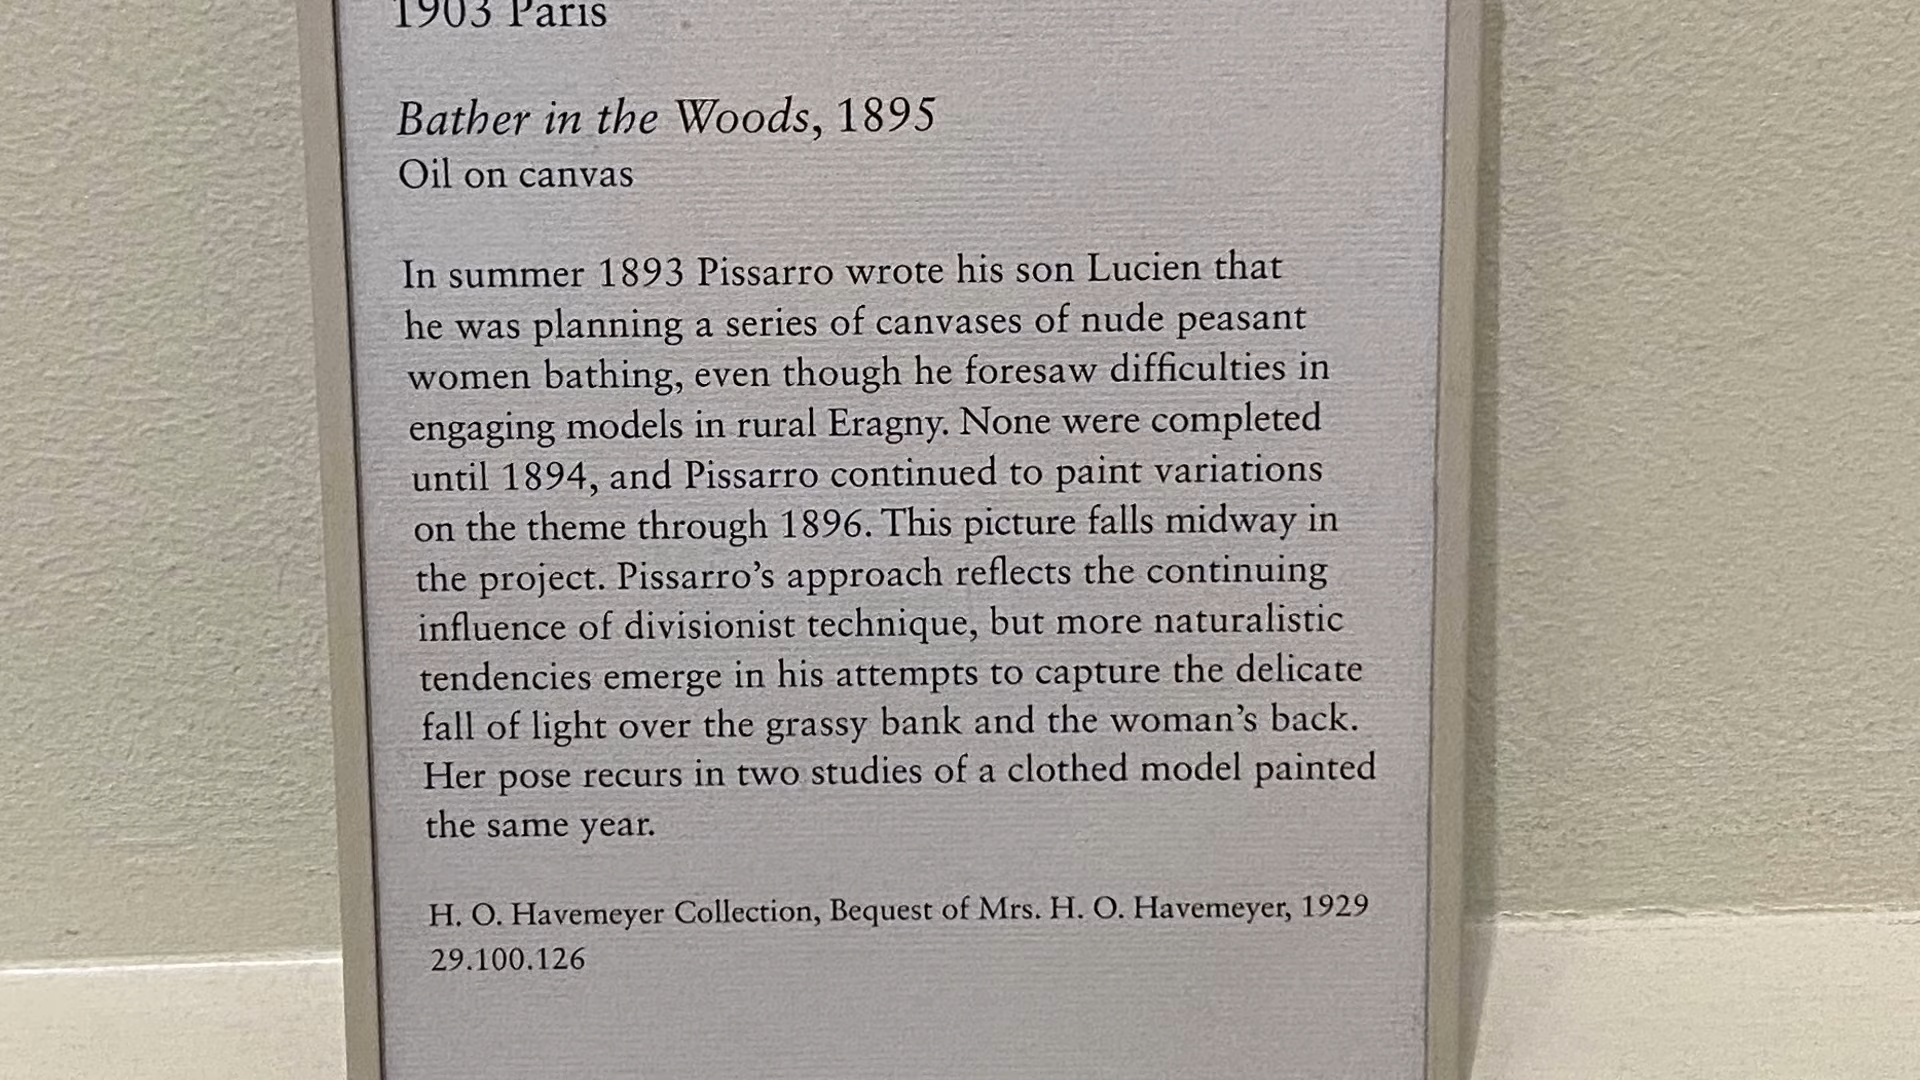 1903 Paris
Bather in the Woods, 1895
Oil on canvas
In summer 1893 Pissarro wrote his son Lucien that
he was planning a series of canvases of nude peasant
women bathing, even though he foresaw difficulties in
engaging models in rural Eragny. None were completed
until 1894, and Pissarro continued to paint variations
on the theme through 1896. This picture falls midway in
the project. Pissarro’s approach reflects the continuing
influence of divisionist technique, but more naturalistic
tendencies emerge in his attempts to capture the delicate
fall of light over the grassy bank and the woman’s back.
Her pose recurs in two studies of a clothed model painted
the same year.
H. O. Havemeyer Collection, Bequest of Mrs. H. O. Havemeyer, 1929
29.100.126